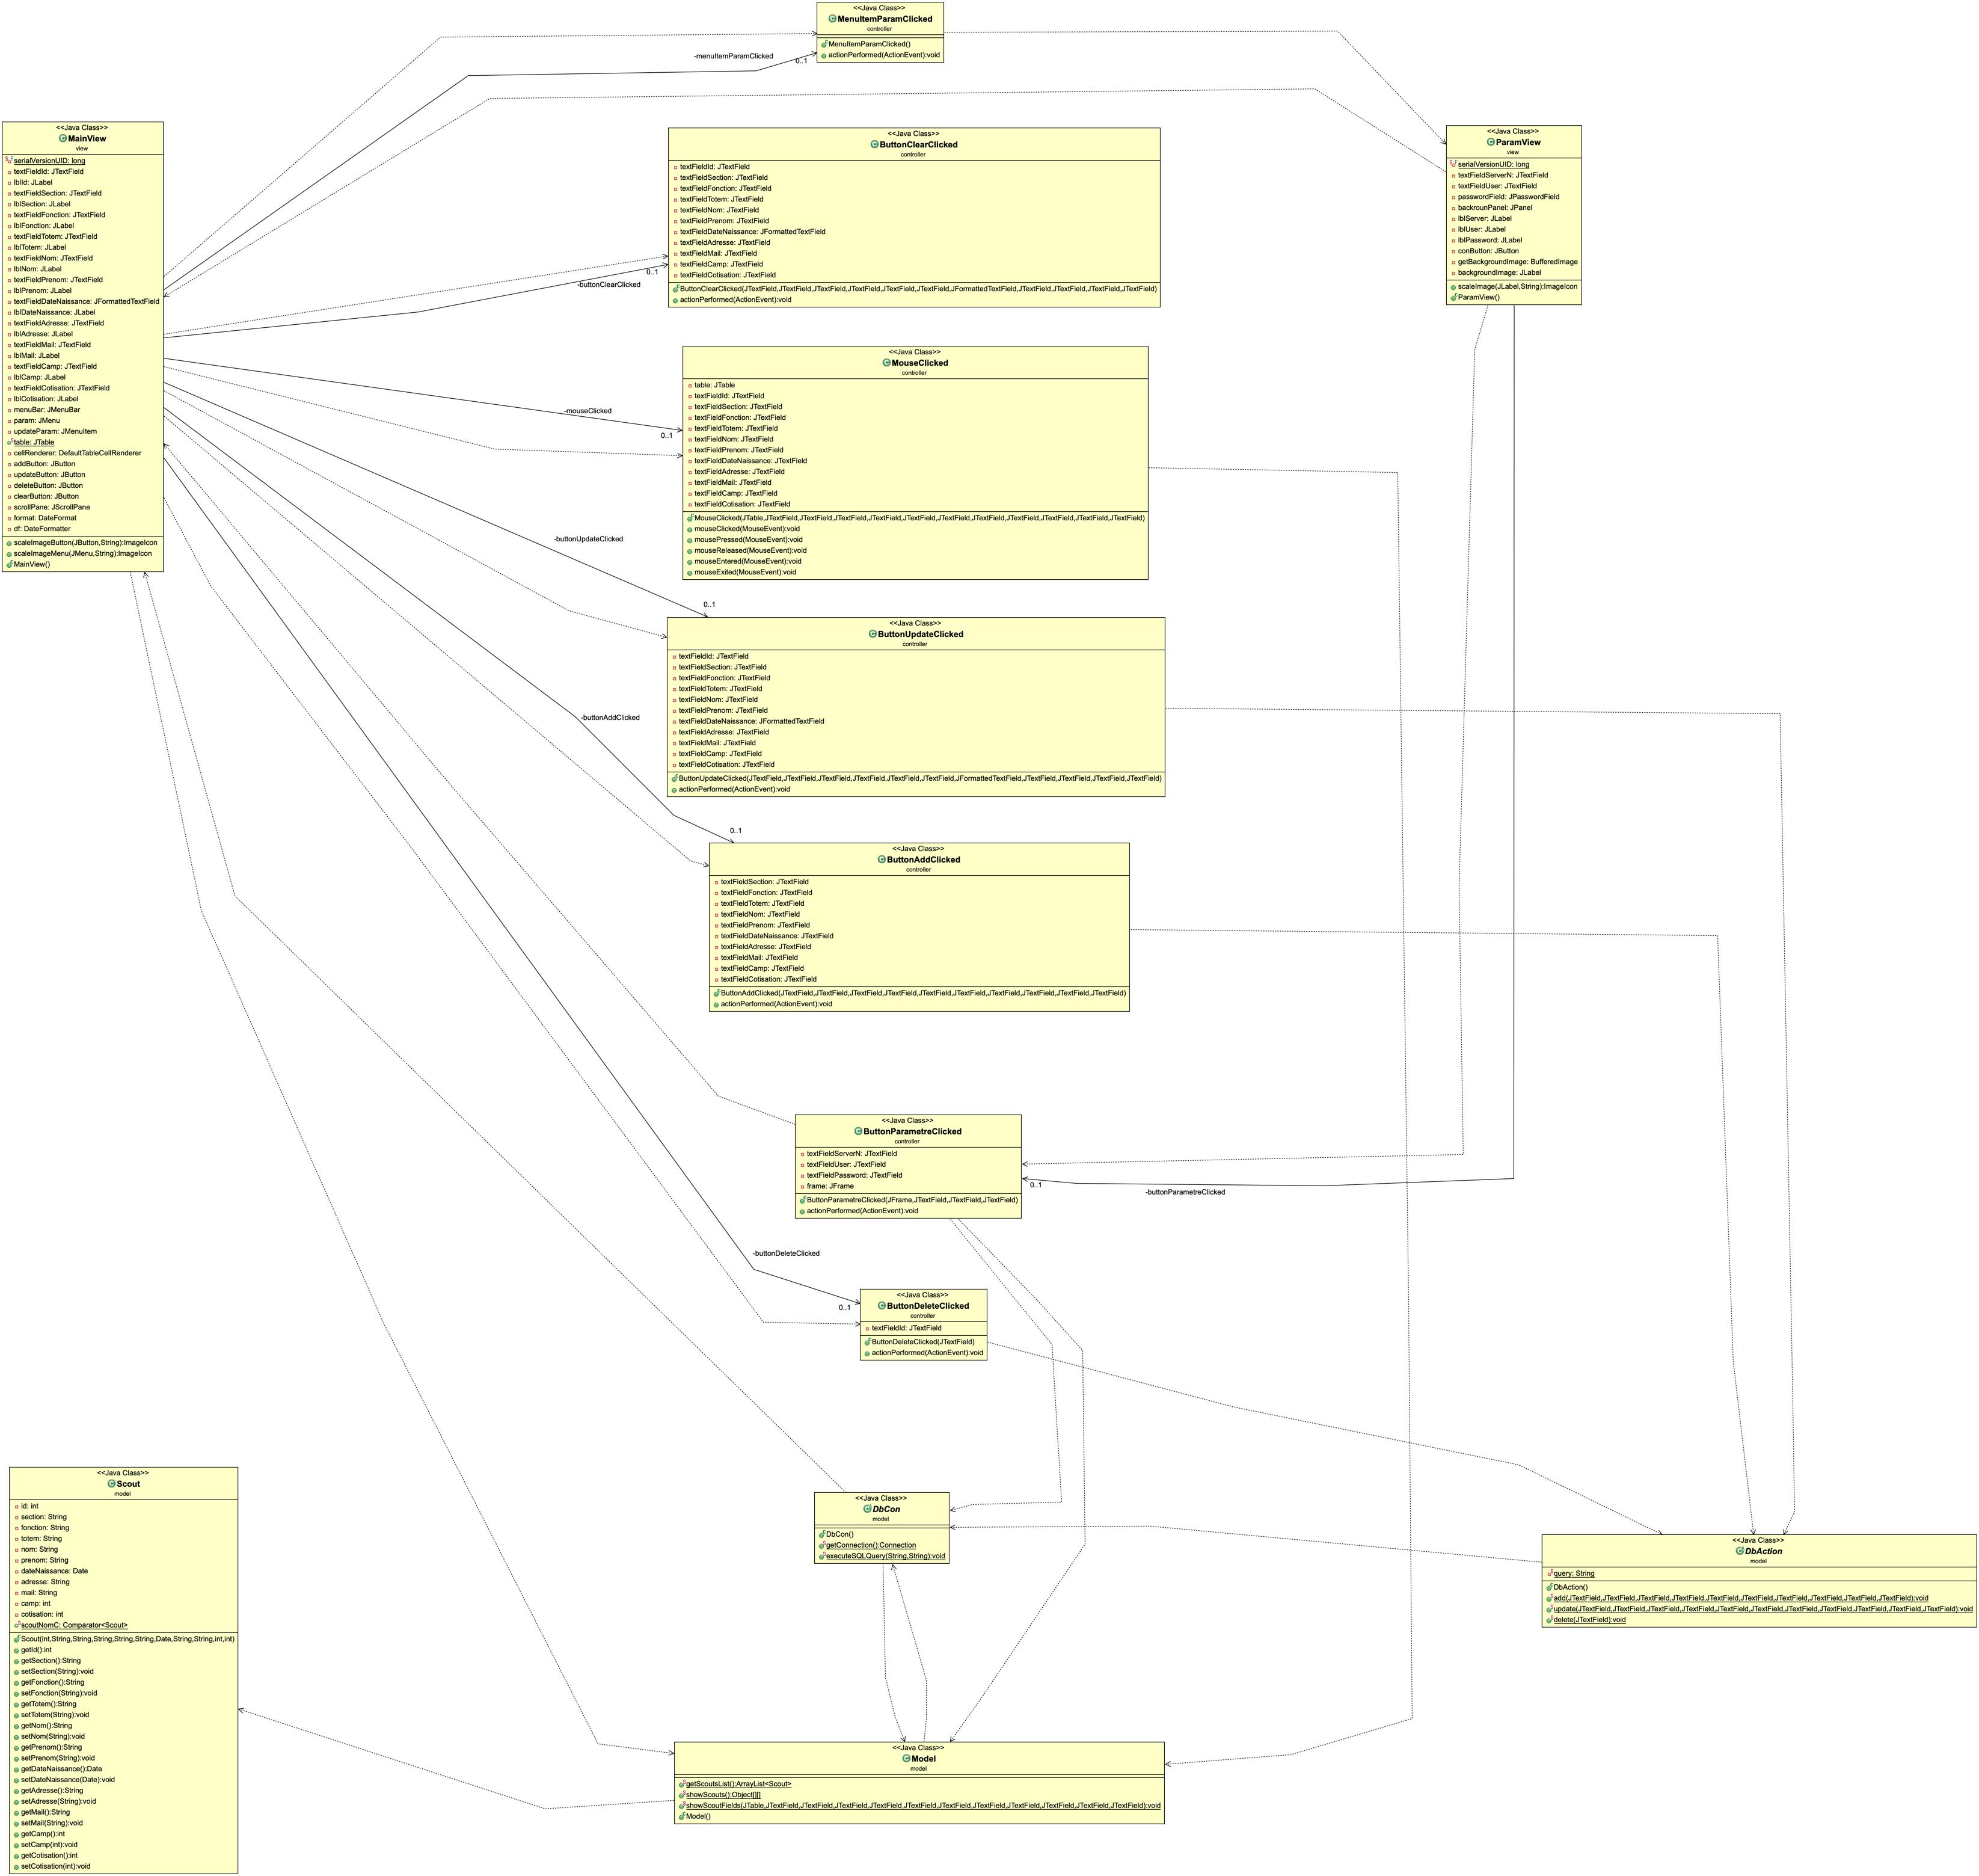 <<Java Class>>
MenuItemParamClicked
controller
MenuItemParamClicked()
actionPerformed(ActionEvent):void
-menuItemParamClicked
0..1
<<Java Class>>
MainView
view
serialVersionUID: long
textFieldId: JTextField
lblId: JLabel
textFieldSection: JTextField
lblSection: JLabel
textFieldFonction: JTextField
lblFonction: JLabel
textFieldTotem: JTextField
lblTotem: JLabel
textFieldNom: JTextField
lblNom: JLabel
textFieldPrenom: JTextField
lblPrenom: JLabel
textFieldDateNaissance: JFormattedTextField
lblDateNaissance: JLabel
textFieldAdresse: JTextField
lblAdresse: JLabel
textFieldMail: JTextField
lblMail: JLabel
textFieldCamp: JTextField
lblCamp: JLabel
textFieldCotisation: JTextField
lblCotisation: JLabel
menuBar: JMenuBar
param: JMenu
updateParam: JMenuItem
table: JTable
cellRenderer: DefaultTableCellRenderer
addButton: JButton
updateButton: JButton
deleteButton: JButton
clearButton: JButton
scrollPane: JScrollPane
format: DateFormat
df: DateFormatter
scaleImageButton(JButton,String):ImageIcon
scaleImageMenu(JMenu,String):ImageIcon
MainView()
<<Java Class>>
ButtonClearClicked
controller
textFieldId: JTextField
textFieldSection: JTextField
textFieldFonction: JTextField
textFieldTotem: JTextField
textFieldNom: JTextField
textFieldPrenom: JTextField
textFieldDateNaissance: JFormattedTextField
textFieldAdresse: JTextField
textFieldMail: JTextField
textFieldCamp: JTextField
textFieldCotisation: JTextField
ButtonClearClicked(JTextField,JTextField,JTextField,JTextField,JTextField,JTextField,JFormattedTextField,JTextField,JTextField,JTextField,JTextField)
actionPerformed(ActionEvent):void
0..1
-buttonClearClicked
<<Java Class>>
ParamView
view
serialVersionUID: long
textFieldServerN: JTextField
textFieldUser: JTextField
passwordField: JPasswordField
backrounPanel: JPanel
lblServer: JLabel
lblUser: JLabel
lblPassword: JLabel
conButton: JButton
getBackgroundImage: BufferedImage
backgroundImage: JLabel
scaleImage(JLabel,String):ImageIcon
ParamView()
<<Java Class>>
MouseClicked
controller
table: JTable
textFieldId: JTextField
textFieldSection: JTextField
textFieldFonction: JTextField
textFieldTotem: JTextField
textFieldNom: JTextField
textFieldPrenom: JTextField
textFieldDateNaissance: JTextField
textFieldAdresse: JTextField
textFieldMail: JTextField
textFieldCamp: JTextField
textFieldCotisation: JTextField
MouseClicked(JTable,JTextField,JTextField,JTextField,JTextField,JTextField,JTextField,JTextField,JTextField,JTextField,JTextField,JTextField)
mouseClicked(MouseEvent):void
mousePressed(MouseEvent):void
mouseReleased(MouseEvent):void
mouseEntered(MouseEvent):void
mouseExited(MouseEvent):void
-mouseClicked
0..1
-buttonUpdateClicked
0..1
<<Java Class>>
ButtonUpdateClicked
controller
textFieldId: JTextField
textFieldSection: JTextField
textFieldFonction: JTextField
textFieldTotem: JTextField
textFieldNom: JTextField
textFieldPrenom: JTextField
textFieldDateNaissance: JFormattedTextField
textFieldAdresse: JTextField
textFieldMail: JTextField
textFieldCamp: JTextField
textFieldCotisation: JTextField
ButtonUpdateClicked(JTextField,JTextField,JTextField,JTextField,JTextField,JTextField,JFormattedTextField,JTextField,JTextField,JTextField,JTextField)
actionPerformed(ActionEvent):void
-buttonAddClicked
0..1
<<Java Class>>
ButtonAddClicked
controller
textFieldSection: JTextField
textFieldFonction: JTextField
textFieldTotem: JTextField
textFieldNom: JTextField
textFieldPrenom: JTextField
textFieldDateNaissance: JTextField
textFieldAdresse: JTextField
textFieldMail: JTextField
textFieldCamp: JTextField
textFieldCotisation: JTextField
ButtonAddClicked(JTextField,JTextField,JTextField,JTextField,JTextField,JTextField,JTextField,JTextField,JTextField,JTextField)
actionPerformed(ActionEvent):void
<<Java Class>>
ButtonParametreClicked
controller
textFieldServerN: JTextField
textFieldUser: JTextField
textFieldPassword: JTextField
frame: JFrame
ButtonParametreClicked(JFrame,JTextField,JTextField,JTextField)
actionPerformed(ActionEvent):void
0..1
-buttonParametreClicked
-buttonDeleteClicked
0..1
<<Java Class>>
ButtonDeleteClicked
controller
textFieldId: JTextField
ButtonDeleteClicked(JTextField)
actionPerformed(ActionEvent):void
<<Java Class>>
Scout
model
id: int
section: String
fonction: String
totem: String
nom: String
prenom: String
dateNaissance: Date
adresse: String
mail: String
camp: int
cotisation: int
scoutNomC: Comparator<Scout>
Scout(int,String,String,String,String,String,Date,String,String,int,int)
getId():int
getSection():String
setSection(String):void
getFonction():String
setFonction(String):void
getTotem():String
setTotem(String):void
getNom():String
setNom(String):void
getPrenom():String
setPrenom(String):void
getDateNaissance():Date
setDateNaissance(Date):void
getAdresse():String
setAdresse(String):void
getMail():String
setMail(String):void
getCamp():int
setCamp(int):void
getCotisation():int
setCotisation(int):void
<<Java Class>>
DbCon
model
DbCon()
getConnection():Connection
executeSQLQuery(String,String):void
<<Java Class>>
DbAction
model
query: String
DbAction()
add(JTextField,JTextField,JTextField,JTextField,JTextField,JTextField,JTextField,JTextField,JTextField,JTextField):void
update(JTextField,JTextField,JTextField,JTextField,JTextField,JTextField,JTextField,JTextField,JTextField,JTextField,JTextField):void
delete(JTextField):void
<<Java Class>>
Model
model
getScoutsList():ArrayList<Scout>
showScouts():Object[][]
showScoutFields(JTable,JTextField,JTextField,JTextField,JTextField,JTextField,JTextField,JTextField,JTextField,JTextField,JTextField,JTextField):void
Model()